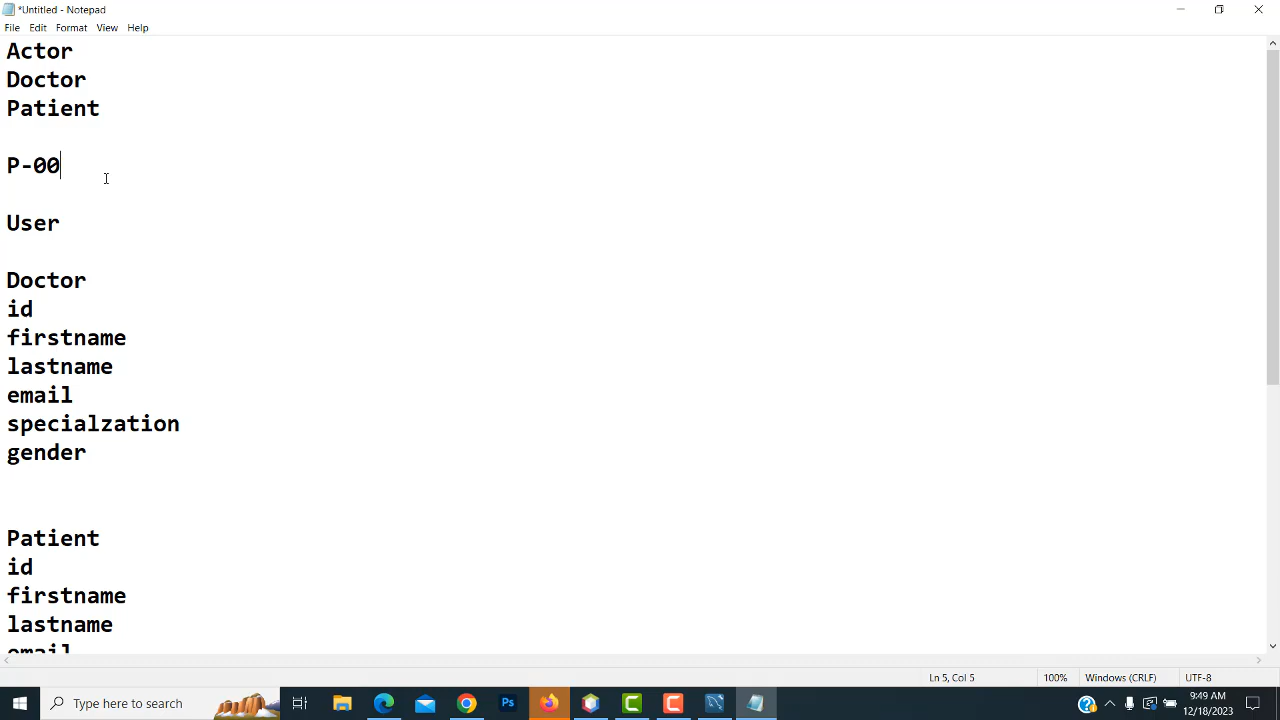 *Untitled - Notepad
File Edit Format View Help
Actor
Doctor
Patient
P-00
User
Doctor
id
firstname
lastname
email
specialzation
gender
Patient
id
firstname
lastname
email
Ln 5, Col 5 100% Windows (CRLF) UTF-8
Type here to search
Ps
9:49 AM
12/18/2023